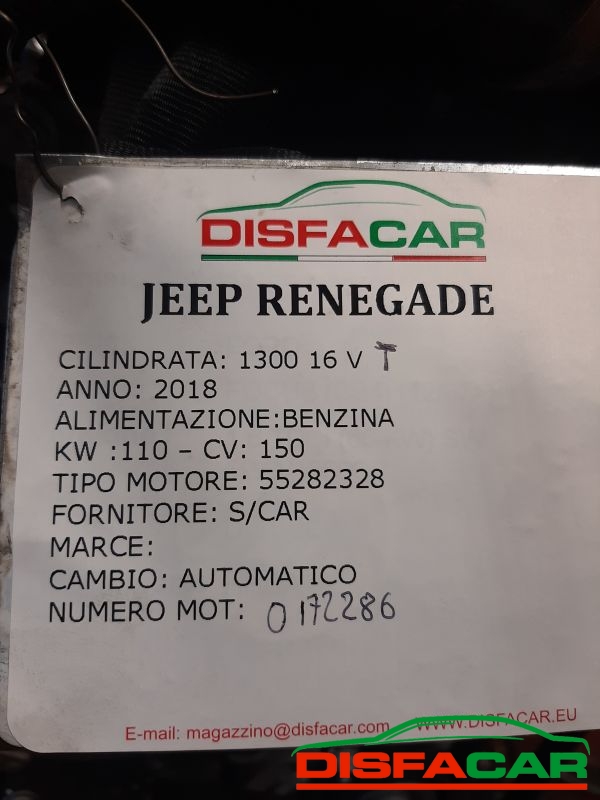 DISFACAR
JEEP RENEGADE
CILINDRATA: 1300 16 V T
ANNO: 2018
ALIMENTAZIONE:BENZINA
KW :110 – CV: 150
TIPO MOTORE: 55282328
FORNITORE: S/CAR
MARCE:
CAMBIO: AUTOMATICO
NUMERO MOT: 0172286
E-mail: magazzino@disfacar.com WWW.DISFACAR.EU
DISFACAR